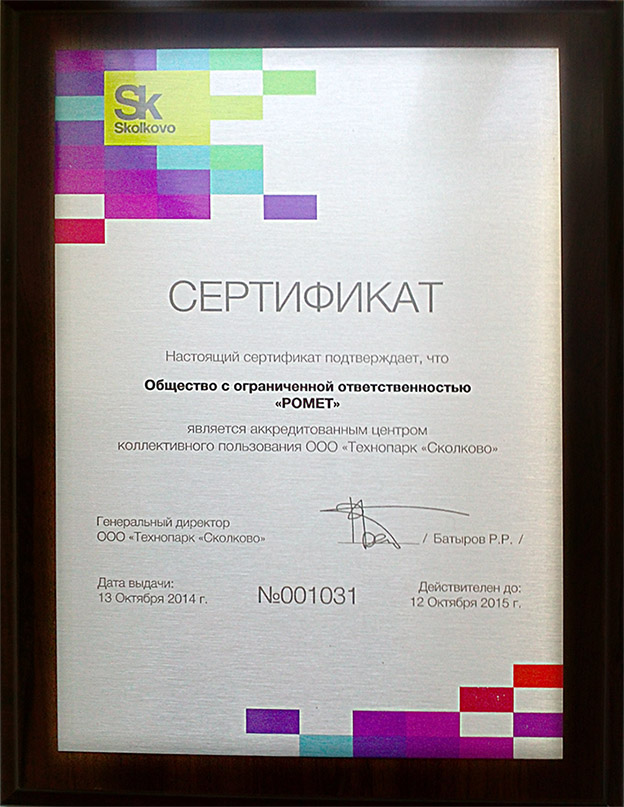 Sk
Skolkovo
СЕРТИФИКАТ
Настоящий сертификат подтверждает, что
Общество с ограниченной ответственностью
«РОМЕТ»
является аккредитованным центром
коллективного пользования ООО «Технопарк «Сколково»
Генеральный директор
ООО «Технопарк «Сколково»
/ Батыров Р.Р. /
Дата выдачи:
13 Октября 2014 г.
№001031
Действителен до:
12 Октября 2015 г.